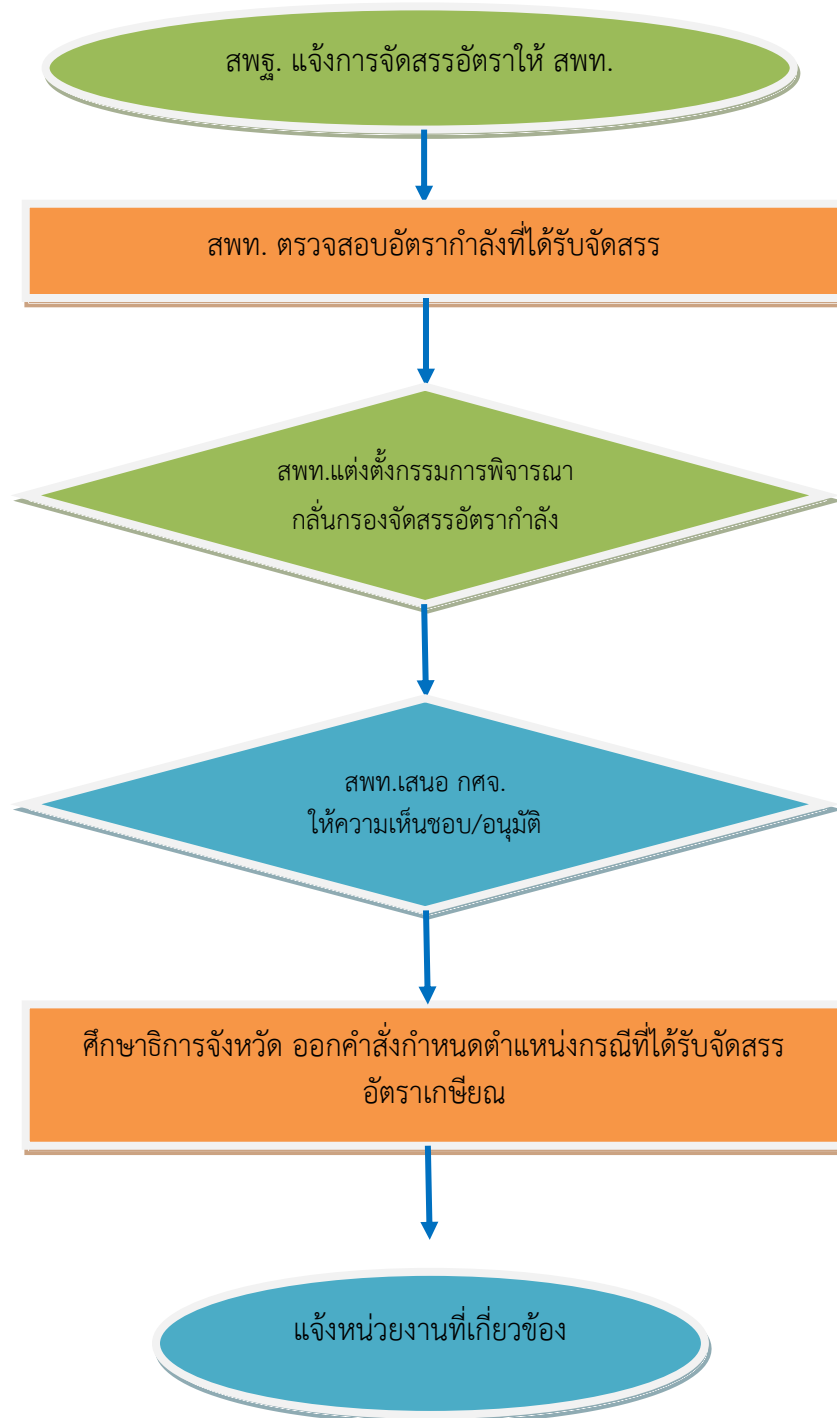 สพฐ. แจ้งการจัดสรรอัตราให้ สพท.
สพท. ตรวจสอบอัตรากำลังที่ได้รับจัดสรร
สพท.แต่งตั้งกรรมการพิจารณา
กลั่นกรองจัดสรรอัตรากำลัง
สพท.เสนอ กศจ.
ให้ความเห็นชอบ/อนุมัติ
ศึกษาธิการจังหวัด ออกคำสั่งกำหนดตำแหน่งกรณีที่ได้รับจัดสรร
อัตราเกษียณ
แจ้งหน่วยงานที่เกี่ยวข้อง